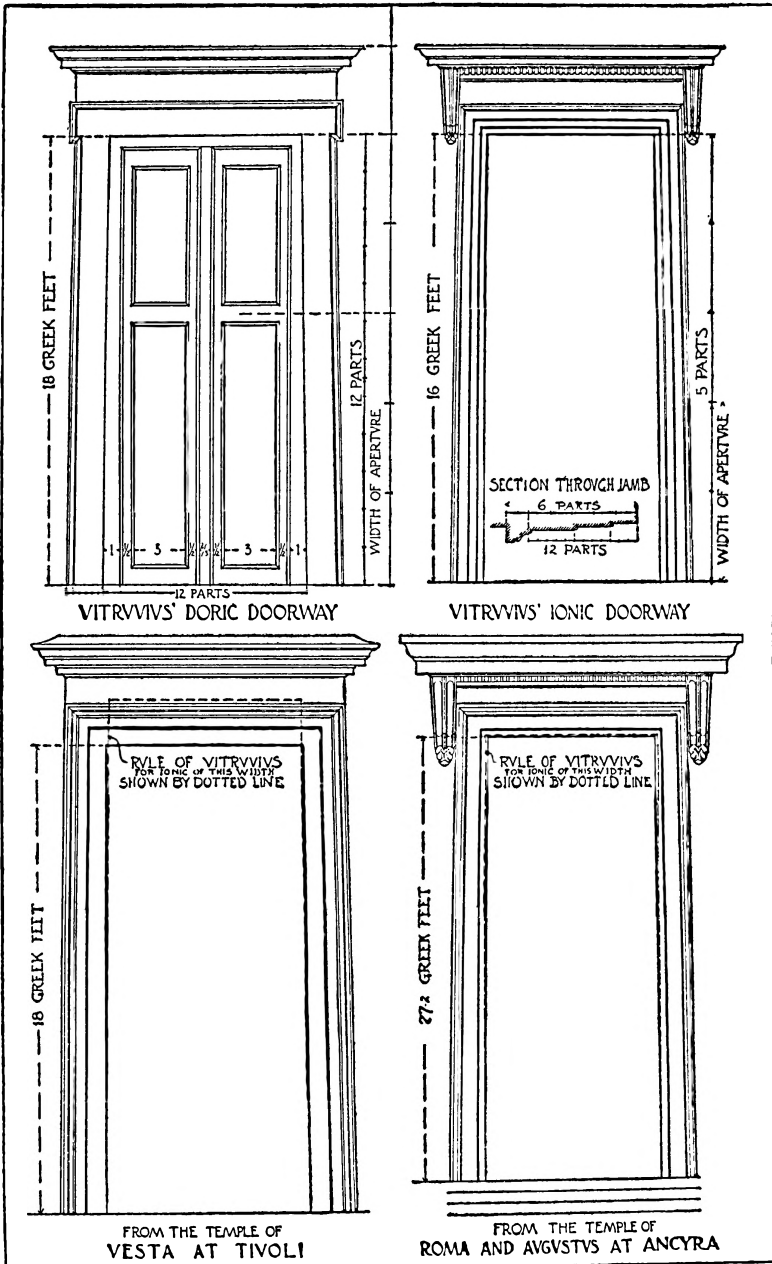 18 GREEK FEET
12 PARTS
WIDTH OF APERTVRE
1 ½ 3 ½ ½ 3 ½ 1
12 PARTS
VITRVVIVS' DORIC DOORWAY
16 GREEK FEET
5 PARTS
WIDTH OF APERTVRE
SECTION THROVGH JAMB
6 PARTS
12 PARTS
VITRVVIVS' IONIC DOORWAY
RVLE OF VITRVVIVS
FOR IONIC OF THIS WIDTH
SHOWN BY DOTTED LINE
18 GREEK FEET
FROM THE TEMPLE OF
VESTA AT TIVOLI
RVLE OF VITRVVIVS
FOR IONIC OF THIS WIDTH
SHOWN BY DOTTED LINE
27·2 GREEK FEET
FROM THE TEMPLE OF
ROMA AND AVGVSTVS AT ANCYRA